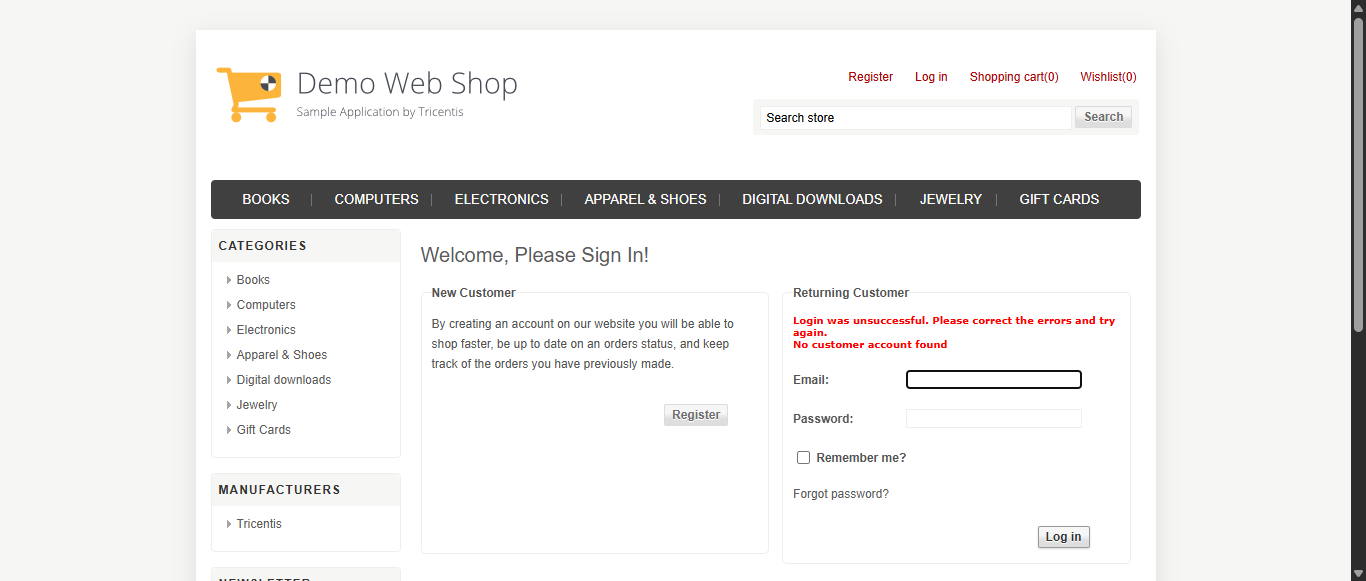 Demo Web Shop
Sample Application by Tricentis
Register
Log in
Shopping cart(0)
Wishlist(0)
Search store
Search
BOOKS
COMPUTERS
ELECTRONICS
APPAREL & SHOES
DIGITAL DOWNLOADS
JEWELRY
GIFT CARDS
CATEGORIES
Books
Computers
Electronics
Apparel & Shoes
Digital downloads
Jewelry
Gift Cards
MANUFACTURERS
Tricentis
NEWSLETTER
Welcome, Please Sign In!
New Customer
By creating an account on our website you will be able to
shop faster, be up to date on an orders status, and keep
track of the orders you have previously made.
Register
Returning Customer
Login was unsuccessful. Please correct the errors and try
again.
No customer account found
Email:
Password:
Remember me?
Forgot password?
Log in